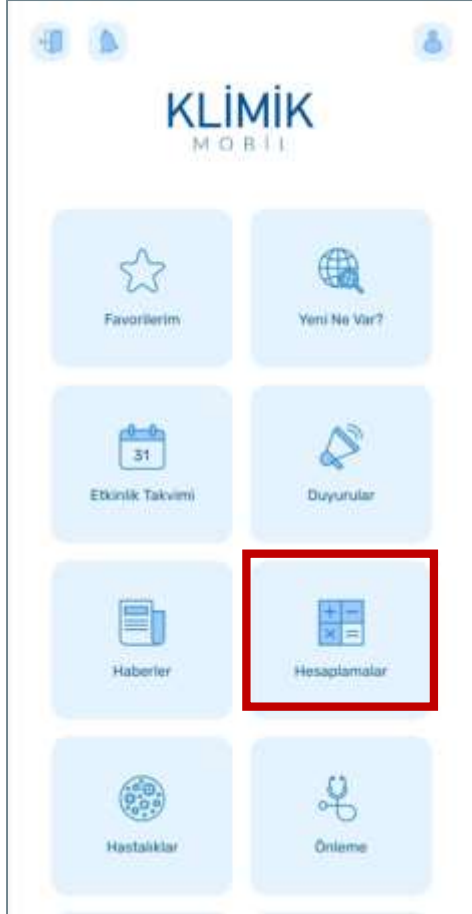 KLİMİK
MOBİL
Favorilerim
Yeni Ne Var?
31
Etkinlik Takvimi
Duyurular
Haberler
Hesaplamalar
Hastalıklar
Önleme